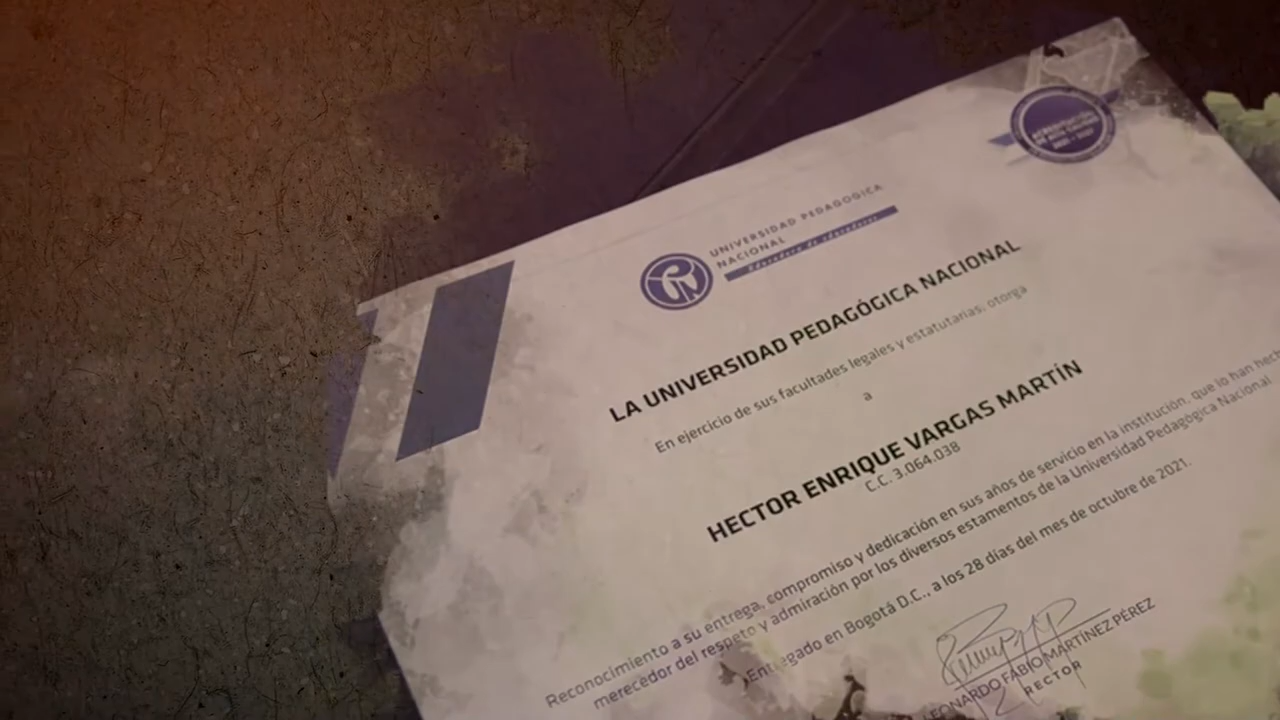 UNIVERSIDAD PEDAGOGICA
NACIONAL
Educadora de educadores
LA UNIVERSIDAD PEDAGÓGICA NACIONAL
En ejercicio de sus facultades legales y estatutarias, otorga
a
HECTOR ENRIQUE VARGAS MARTÍN
C.C. 3.064.038
Reconocimiento a su entrega, compromiso y dedicación en sus años de servicio en la institución, que lo han hech
merecedor del respeto y admiración por los diversos estamentos de la Universidad Pedagógica Nacional
Entregado en Bogotá D.C., a los 28 días del mes de octubre de 2021.
LEONARDO FABIO MARTÍNEZ PÉREZ
RECTOR